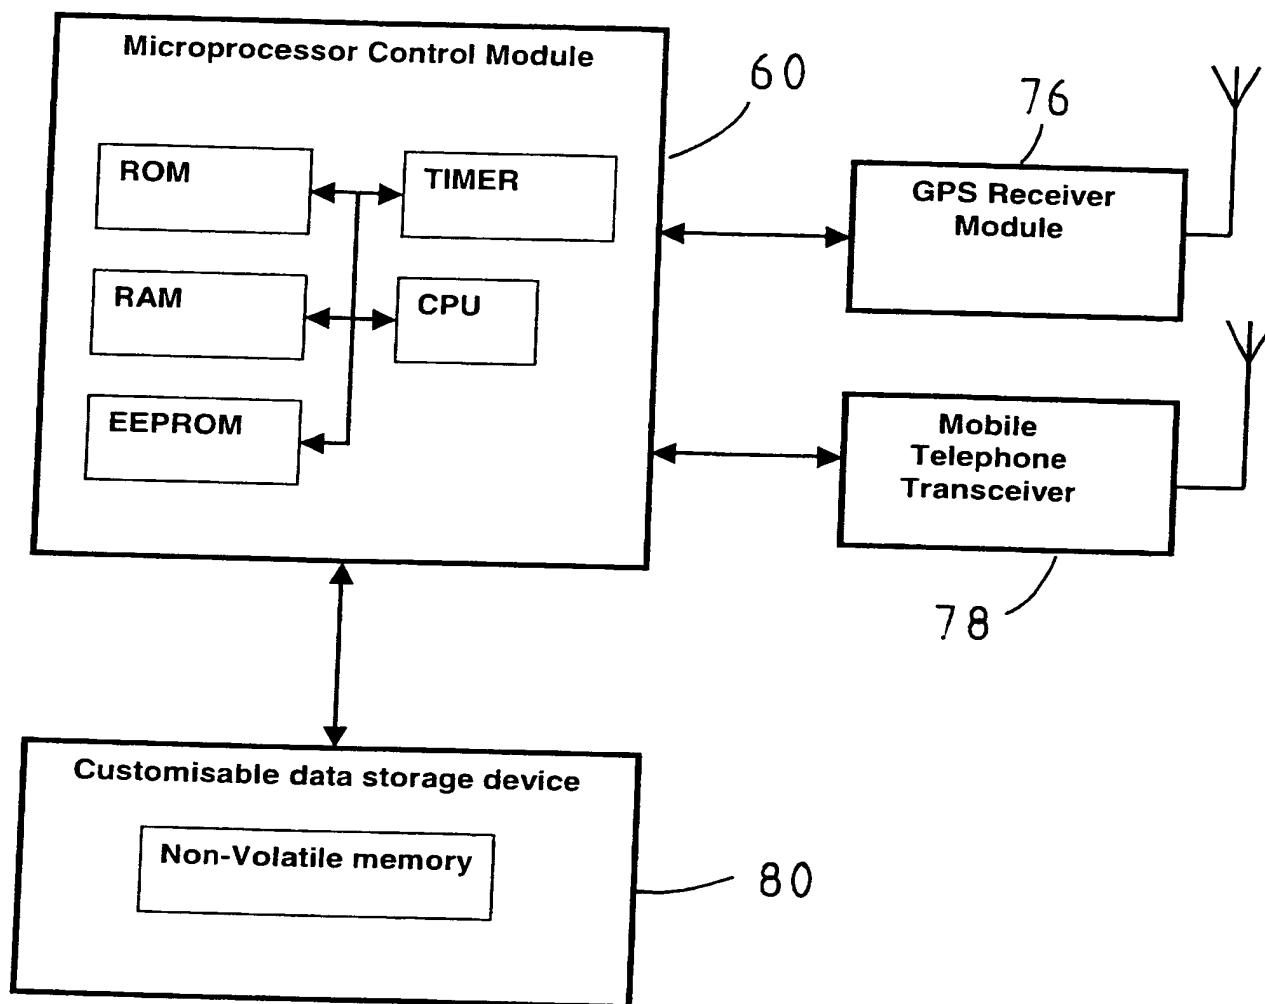 Microprocessor Control Module
60
ROM
TIMER
RAM
CPU
EEPROM
76
GPS Receiver
Module
Mobile
Telephone
Transceiver
78
Customisable data storage device
Non-Volatile memory
80